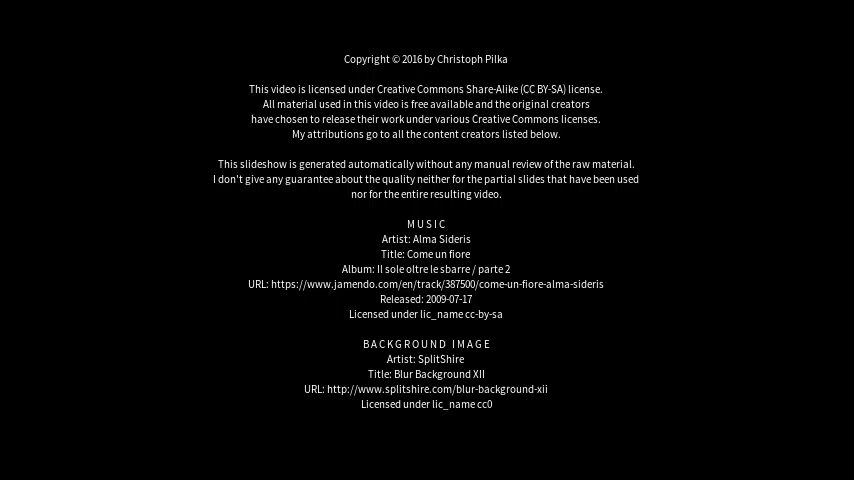 Copyright © 2016 by Christoph Pilka
This video is licensed under Creative Commons Share-Alike (CC BY-SA) license.
All material used in this video is free available and the original creators
have chosen to release their work under various Creative Commons licenses.
My attributions go to all the content creators listed below.
This slideshow is generated automatically without any manual review of the raw material.
I don't give any guarantee about the quality neither for the partial slides that have been used
nor for the entire resulting video.
MUSIC
Artist: Alma Sideris
Title: Come un fiore
Album: Il sole oltre le sbarre / parte 2
URL: https://www.jamendo.com/en/track/387500/come-un-fiore-alma-sideris
Released: 2009-07-17
Licensed under lic_name cc-by-sa
BACKGROUND IMAGE
Artist: SplitShire
Title: Blur Background XII
URL: http://www.splitshire.com/blur-background-xii
Licensed under lic_name cc0